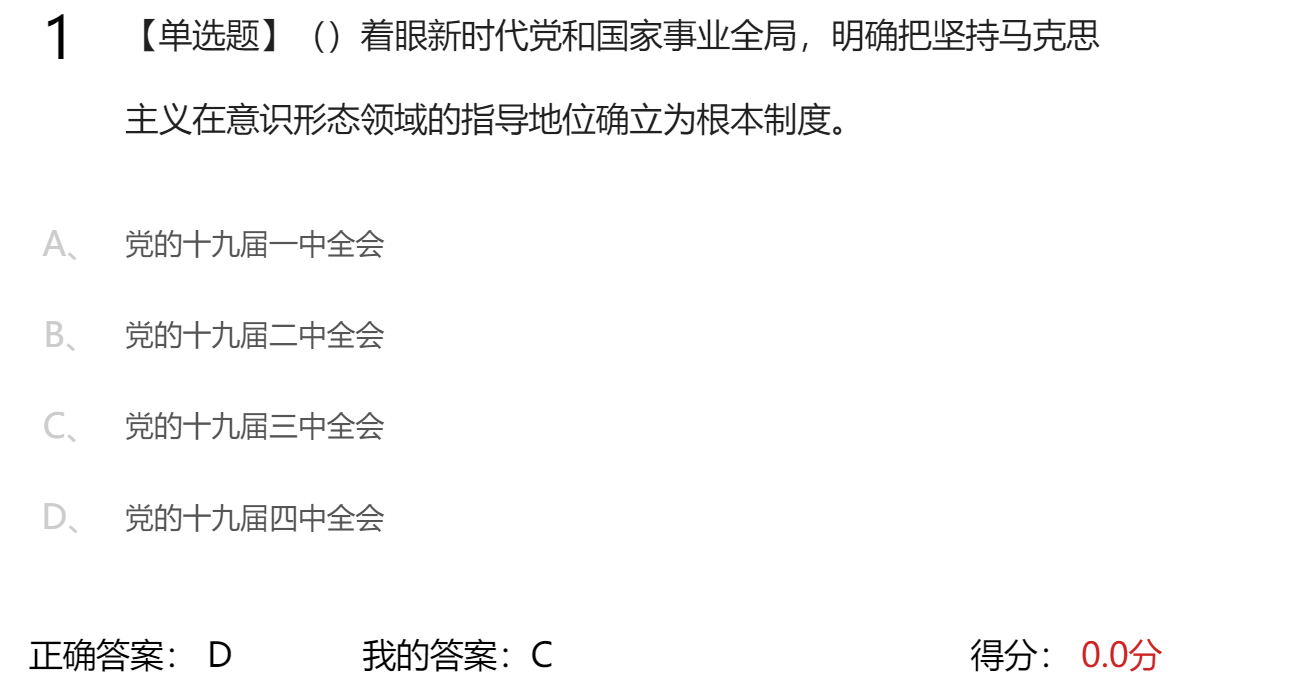 1 【单选题】（）着眼新时代党和国家事业全局，明确把坚持马克思
主义在意识形态领域的指导地位确立为根本制度。
A、 党的十九届一中全会
B、 党的十九届二中全会
C、 党的十九届三中全会
D、 党的十九届四中全会
正确答案： D 我的答案：C 得分： 0.0分